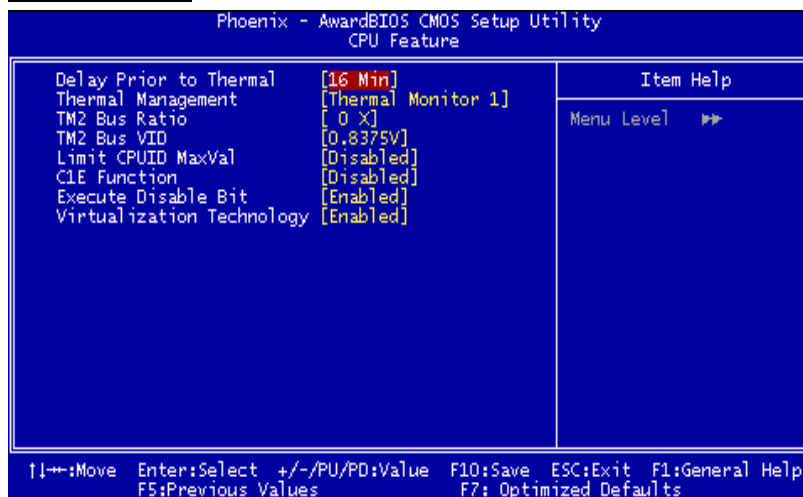 Phoenix - AwardBIOS CMOS Setup Utility
CPU Feature
Delay Prior to Thermal [16 Min]
Thermal Management [Thermal Monitor 1]
TM2 Bus Ratio [ 0 X]
TM2 Bus VID [0.8375V]
Limit CPUID MaxVal [Disabled]
C1E Function [Disabled]
Execute Disable Bit [Enabled]
Virtualization Technology [Enabled]
Item Help
Menu Level ►►
↑↓→←:Move Enter:Select +/-/PU/PD:Value F10:Save ESC:Exit F1:General Help
F5:Previous Values F7: Optimized Defaults